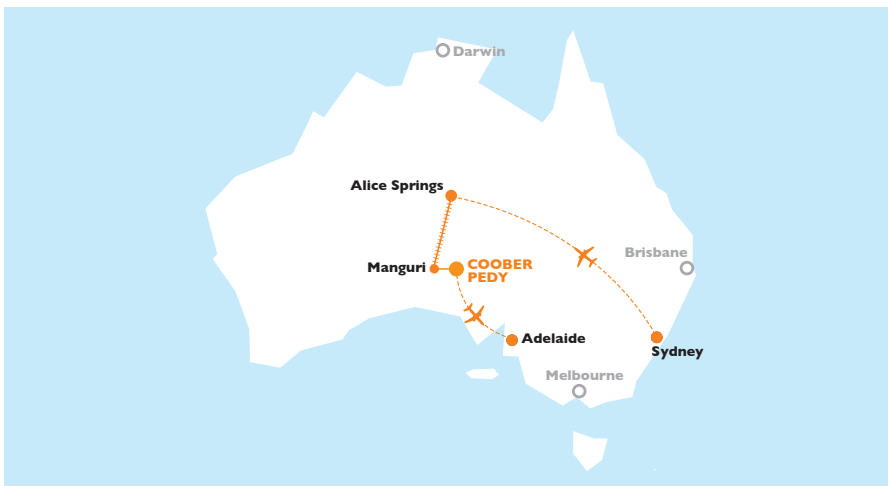 Darwin
Alice Springs
Brisbane
Manguri
COOBER
PEDY
Adelaide
Sydney
Melbourne